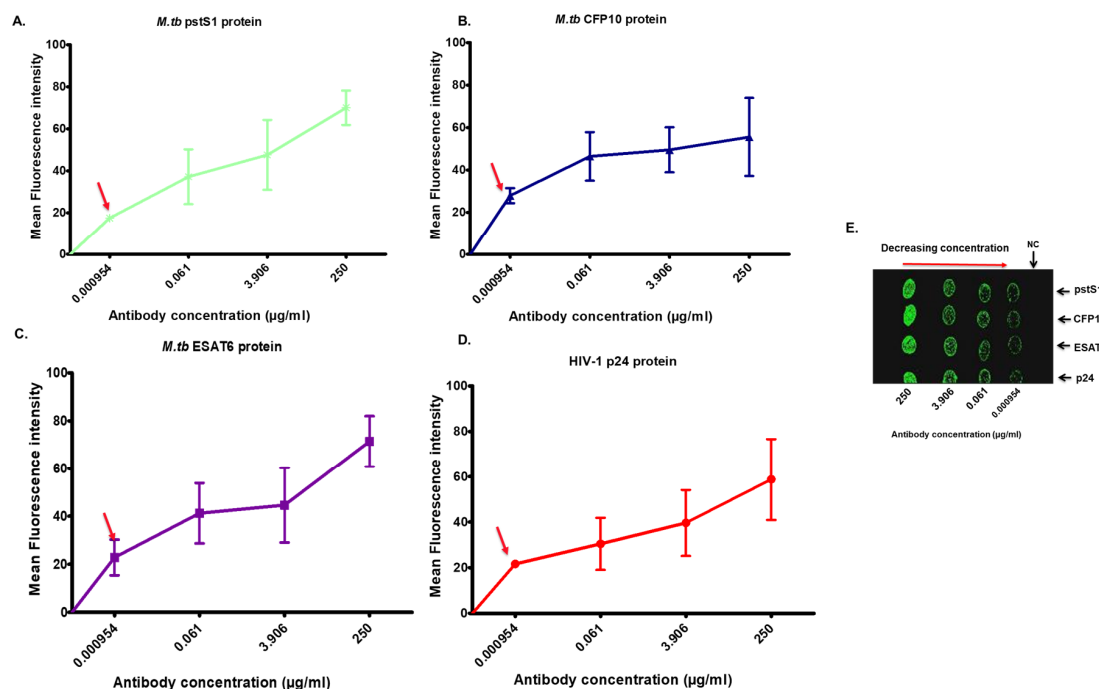 A.
M.tb pstS1 protein
Mean Fluorescence intensity
100
80
60
40
20
0
0.000954
0.061
3.906
250
Antibody concentration (µg/ml)
B.
M.tb CFP10 protein
Mean Fluorescence intensity
100
80
60
40
20
0
0.000954
0.061
3.906
250
Antibody concentration (µg/ml)
C.
M.tb ESAT6 protein
Mean Fluorescence intensity
100
80
60
40
20
0
0.000954
0.061
3.906
250
Antibody concentration (µg/ml)
D.
HIV-1 p24 protein
Mean Fluorescence intensity
100
80
60
40
20
0
0.000954
0.061
3.906
250
Antibody concentration (µg/ml)
E.
NC
Decreasing concentration
pstS1
CFP1
ESAT
p24
250
3.906
0.061
0.000954
Antibody concentration (µg/ml)